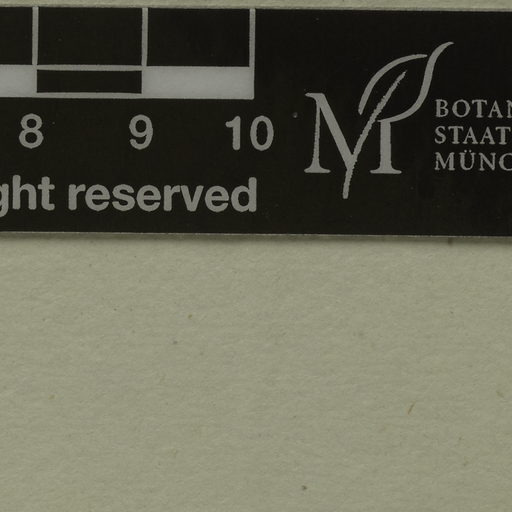 8 9 10
ght reserved
M
BOTAN
STAAT
MÜNC